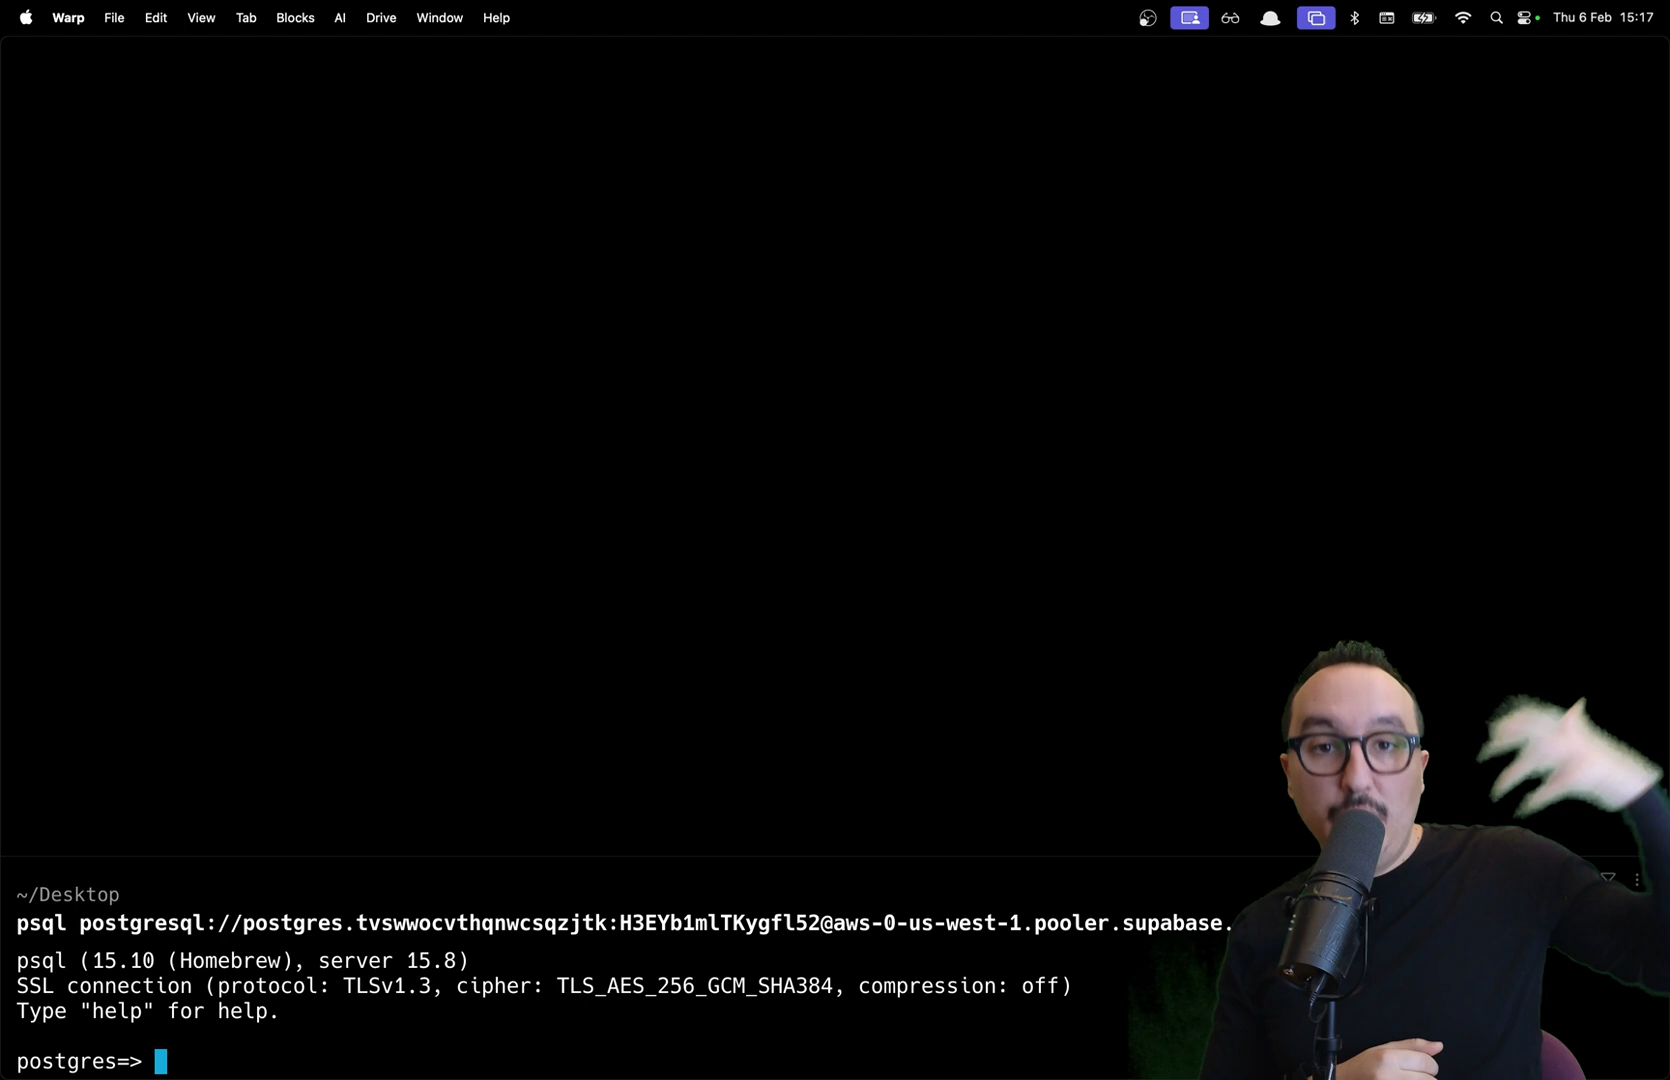 Warp File Edit View Tab Blocks AI Drive Window Help Thu 6 Feb 15:17
~/Desktop
psql postgresql://postgres.tvswwocvthqnwcsqzjtk:H3EYb1mlTKygfl52@aws-0-us-west-1.pooler.supabase.
psql (15.10 (Homebrew), server 15.8)
SSL connection (protocol: TLSv1.3, cipher: TLS_AES_256_GCM_SHA384, compression: off)
Type "help" for help.
postgres=>